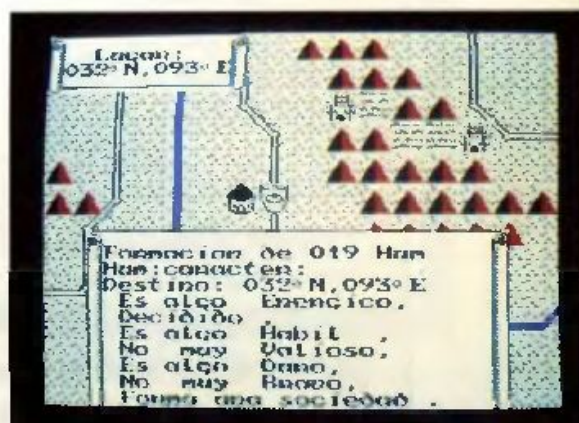 Lugar:
032° N, 093° E
Formacion de 019 Hum
Hum:caracter:
Destino: 032° N, 093° E
Es algo Energico,
Decidido ,
Es algo Habil ,
No muy Valioso,
Es algo Duro,
No muy Bravo,
Forma una sociedad .